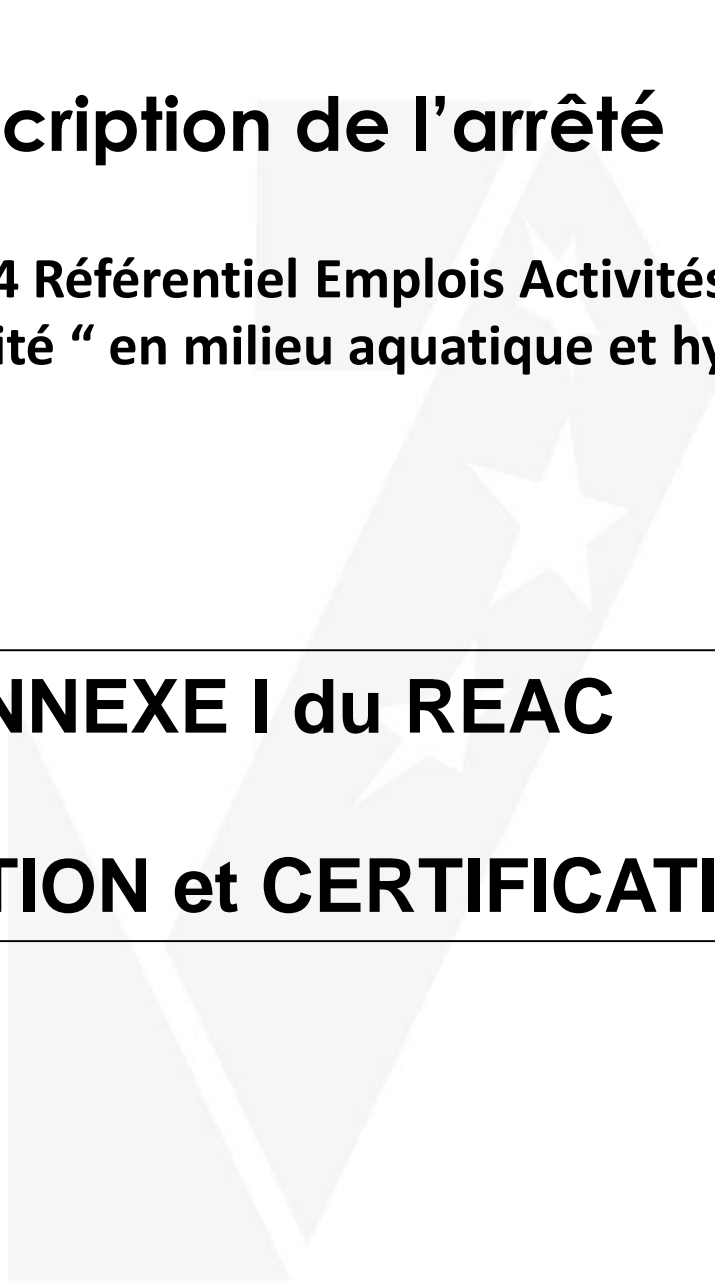 cription de l’arrêté
4 Référentiel Emplois Activités
ité “ en milieu aquatique et hy
NNEXE I du REAC
TION et CERTIFICATI